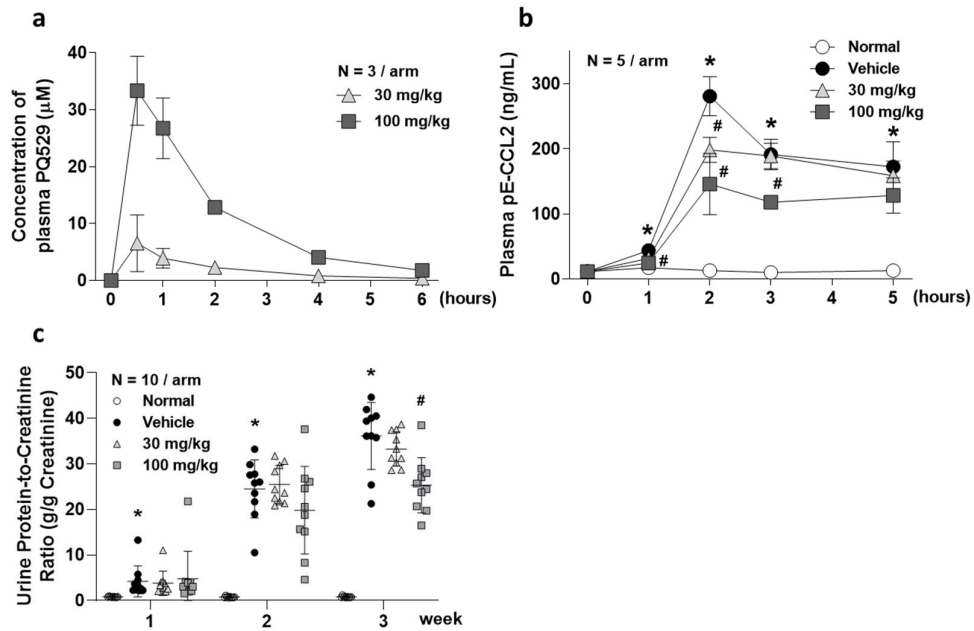 a
Concentration of
plasma PQ529 (μM)
40
30
20
10
0
N = 3 / arm
30 mg/kg
100 mg/kg
0 1 2 3 4 5 6 (hours)
b
Plasma pE-CCL2 (ng/mL)
300
200
100
0
N = 5 / arm
Normal
Vehicle
30 mg/kg
100 mg/kg
*
*
*
*
#
#
#
#
0 1 2 3 4 5 (hours)
c
Urine Protein-to-Creatinine
Ratio (g/g Creatinine)
50
40
30
20
10
0
N = 10 / arm
Normal
Vehicle
30 mg/kg
100 mg/kg
*
*
*
#
1 2 3 week